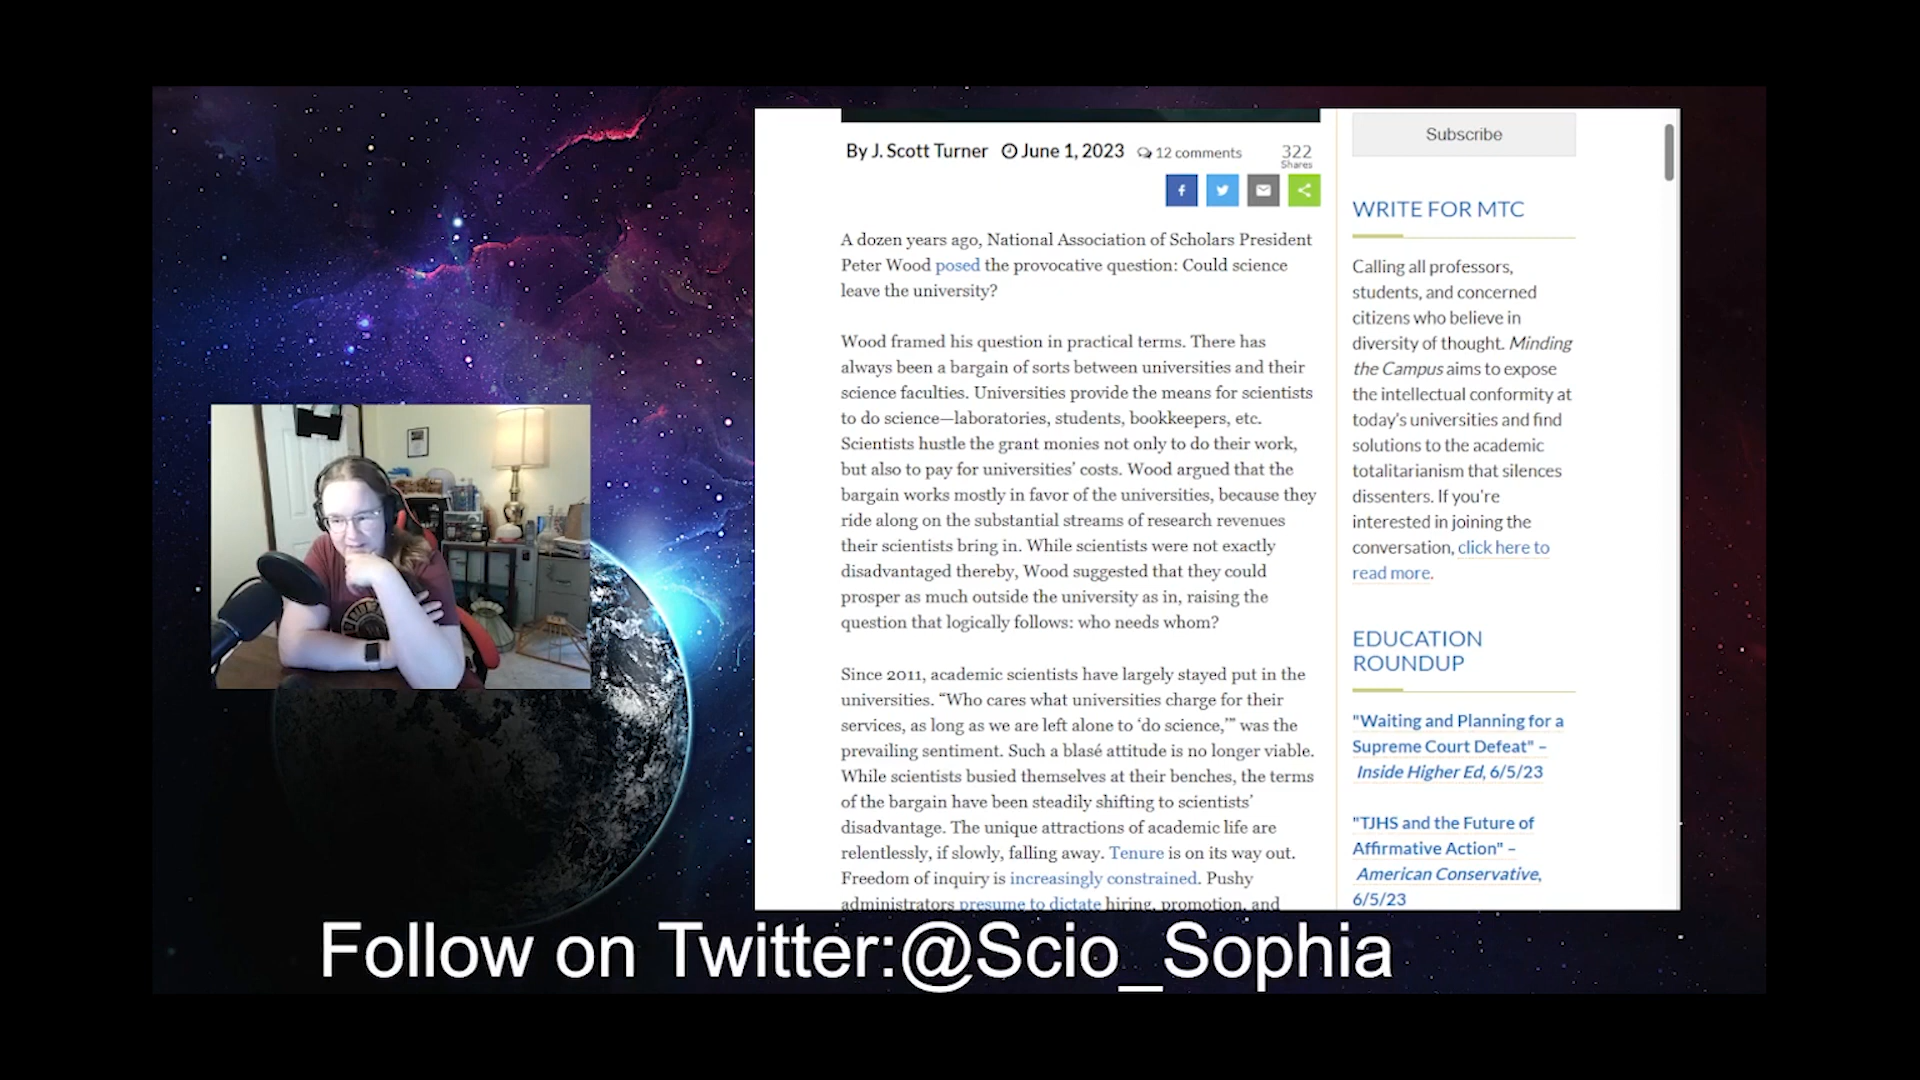 By J. Scott Turner June 1, 2023 12 comments
322
Shares
A dozen years ago, National Association of Scholars President
Peter Wood posed the provocative question: Could science
leave the university?
Wood framed his question in practical terms. There has
always been a bargain of sorts between universities and their
science faculties. Universities provide the means for scientists
to do science—laboratories, students, bookkeepers, etc.
Scientists hustle the grant monies not only to do their work,
but also to pay for universities’ costs. Wood argued that the
bargain works mostly in favor of the universities, because they
ride along on the substantial streams of research revenues
their scientists bring in. While scientists were not exactly
disadvantaged thereby, Wood suggested that they could
prosper as much outside the university as in, raising the
question that logically follows: who needs whom?
Since 2011, academic scientists have largely stayed put in the
universities. “Who cares what universities charge for their
services, as long as we are left alone to ‘do science,’” was the
prevailing sentiment. Such a blasé attitude is no longer viable.
While scientists busied themselves at their benches, the terms
of the bargain have been steadily shifting to scientists’
disadvantage. The unique attractions of academic life are
relentlessly, if slowly, falling away. Tenure is on its way out.
Freedom of inquiry is increasingly constrained. Pushy
administrators presume to dictate hiring, promotion, and
Subscribe
WRITE FOR MTC
Calling all professors,
students, and concerned
citizens who believe in
diversity of thought. Minding
the Campus aims to expose
the intellectual conformity at
today's universities and find
solutions to the academic
totalitarianism that silences
dissenters. If you're
interested in joining the
conversation, click here to
read more.
EDUCATION
ROUNDUP
"Waiting and Planning for a
Supreme Court Defeat" –
Inside Higher Ed, 6/5/23
"TJHS and the Future of
Affirmative Action" –
American Conservative,
6/5/23
Follow on Twitter:@Scio_Sophia